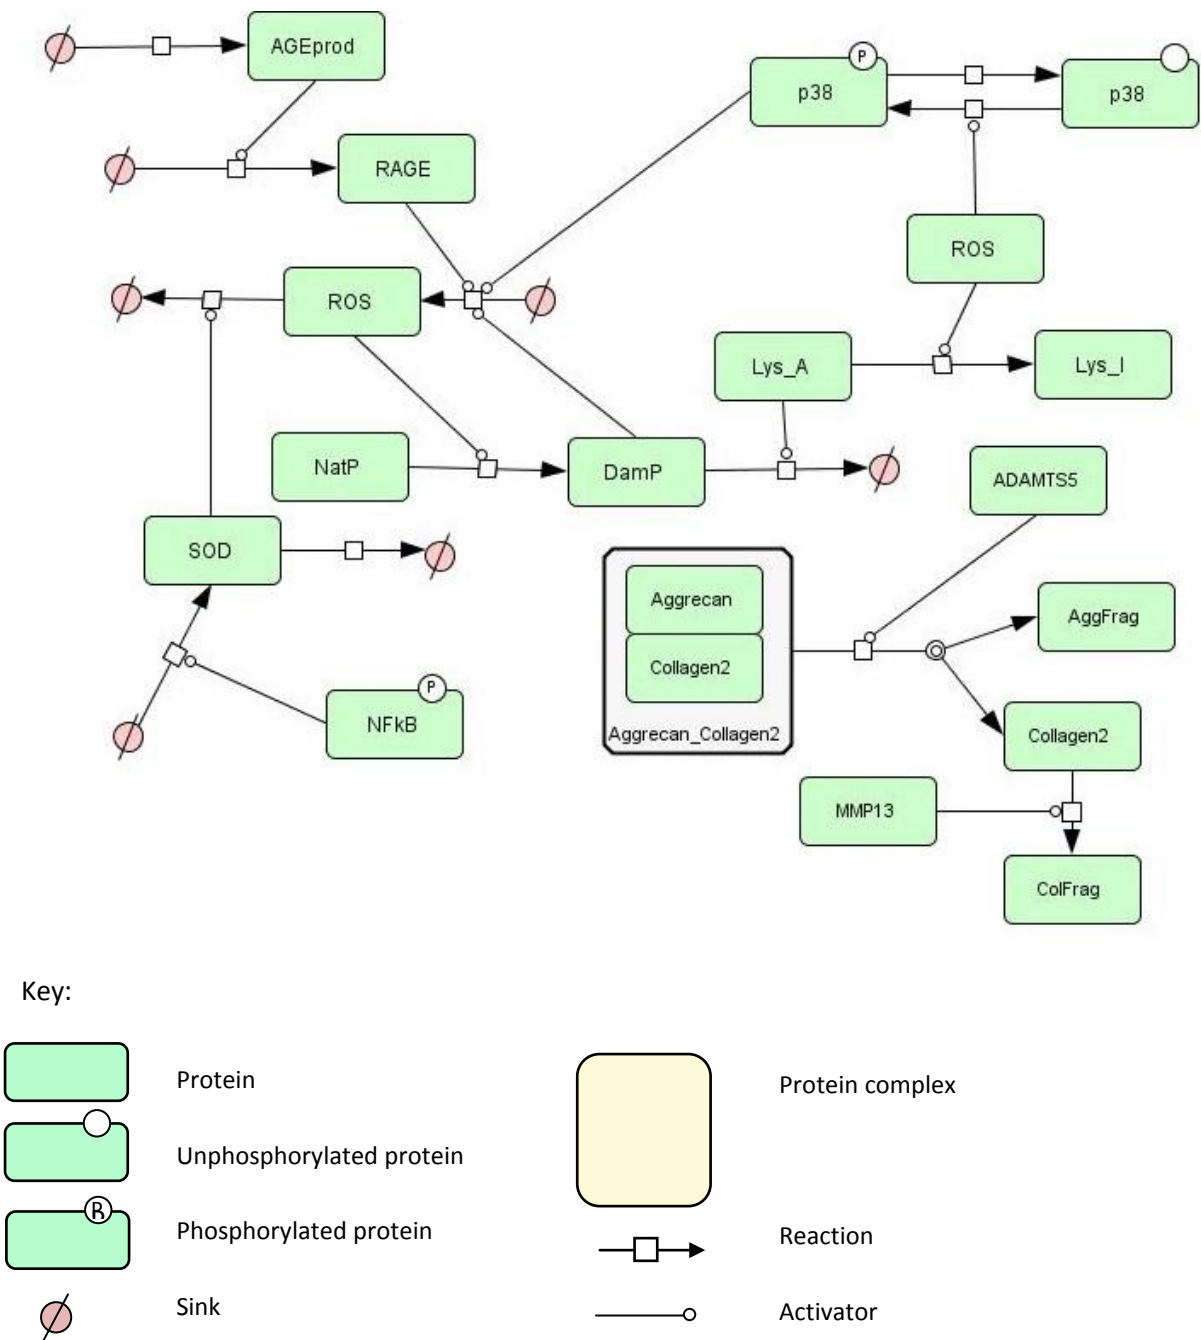 AGEprod
P
p38
p38
RAGE
ROS
ROS
Lys_A
Lys_I
NatP
DamP
ADAMTS5
SOD
Aggrecan
AggFrag
Collagen2
P
NFkB
Aggrecan_Collagen2
Collagen2
MMP13
ColFrag
Key:
Protein
Protein complex
Unphosphorylated protein
Phosphorylated protein
Reaction
Sink
Activator